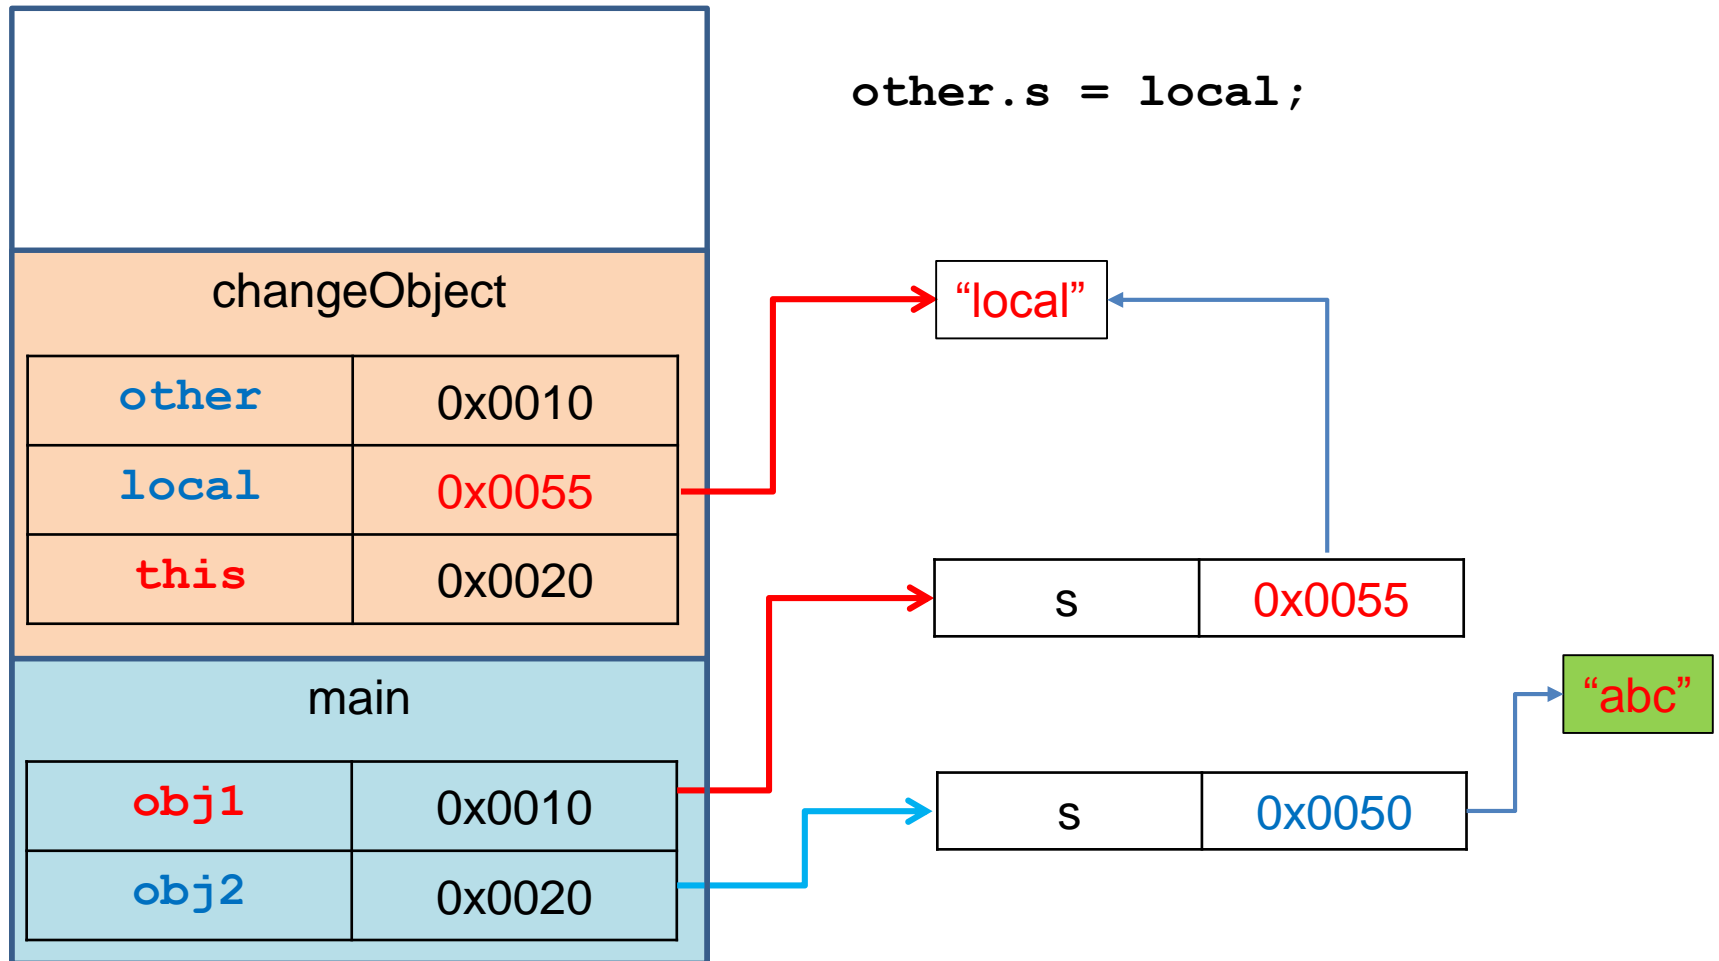 other.s = local;
changeObject
“local”
other 0x0010
local 0x0055
this 0x0020
s 0x0055
main
“abc”
obj1 0x0010
s 0x0050
obj2 0x0020